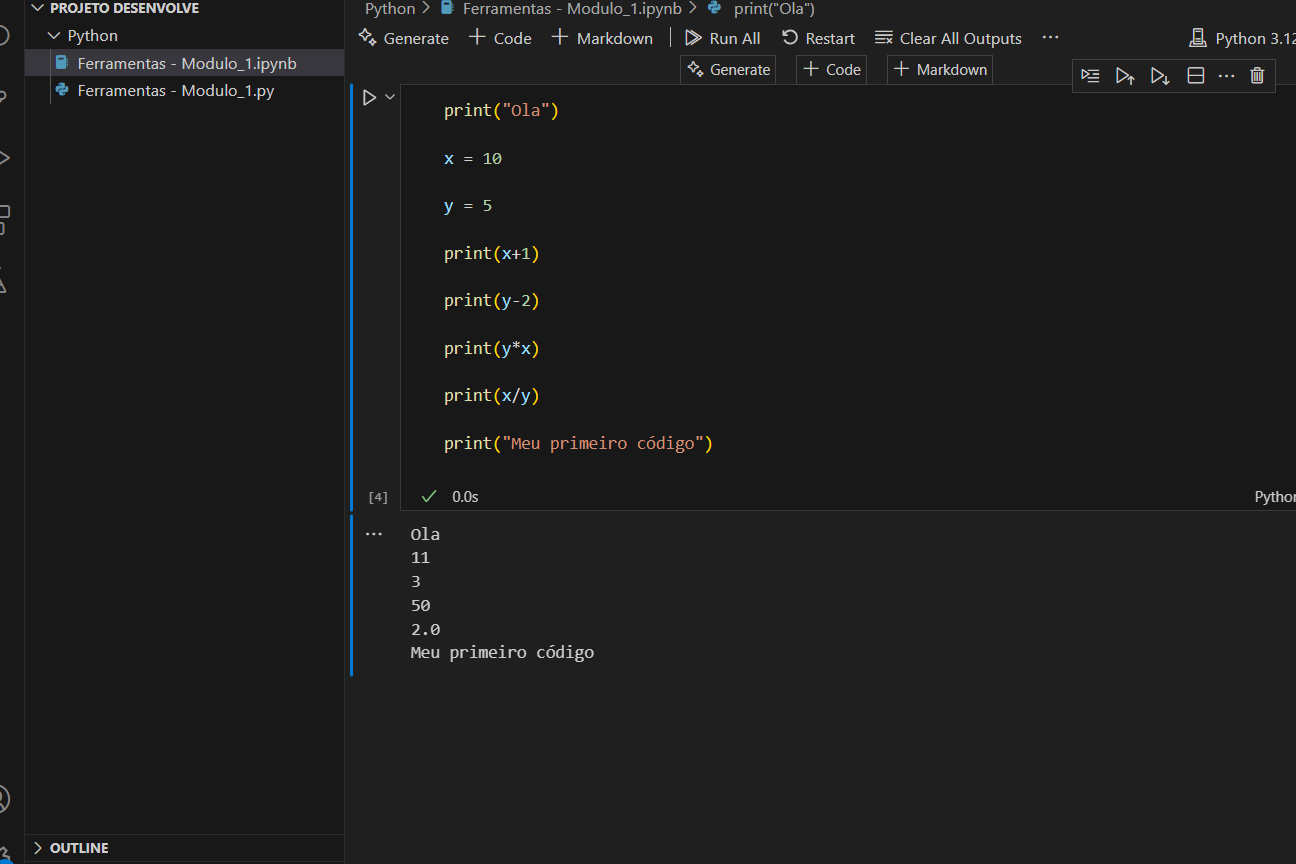 PROJETO DESENVOLVE
Python
Ferramentas - Modulo_1.ipynb
Ferramentas - Modulo_1.py
OUTLINE
Python > Ferramentas - Modulo_1.ipynb > print("Ola")
Generate + Code + Markdown Run All Restart Clear All Outputs ··· Python 3.12
Generate + Code + Markdown
print("Ola")
x = 10
y = 5
print(x+1)
print(y-2)
print(y*x)
print(x/y)
print("Meu primeiro código")
[4] 0.0s Python
Ola
11
3
50
2.0
Meu primeiro código